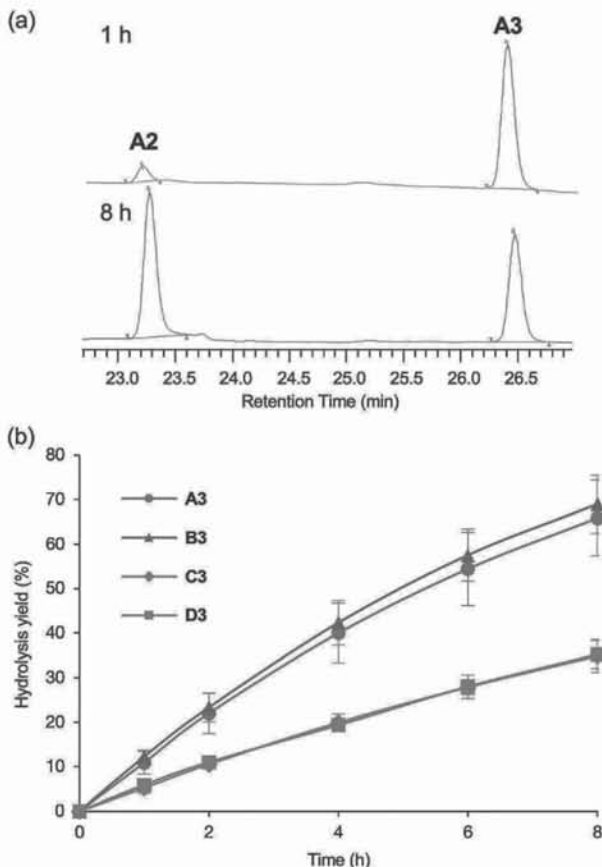 (a)
1 h
A3
A2
8 h
23.0 23.5 24.0 24.5 25.0 25.5 26.0 26.5
Retention Time (min)
(b)
80
70
60
50
40
30
20
10
0
Hydrolysis yield (%)
A3
B3
C3
D3
0 2 4 6 8
Time (h)